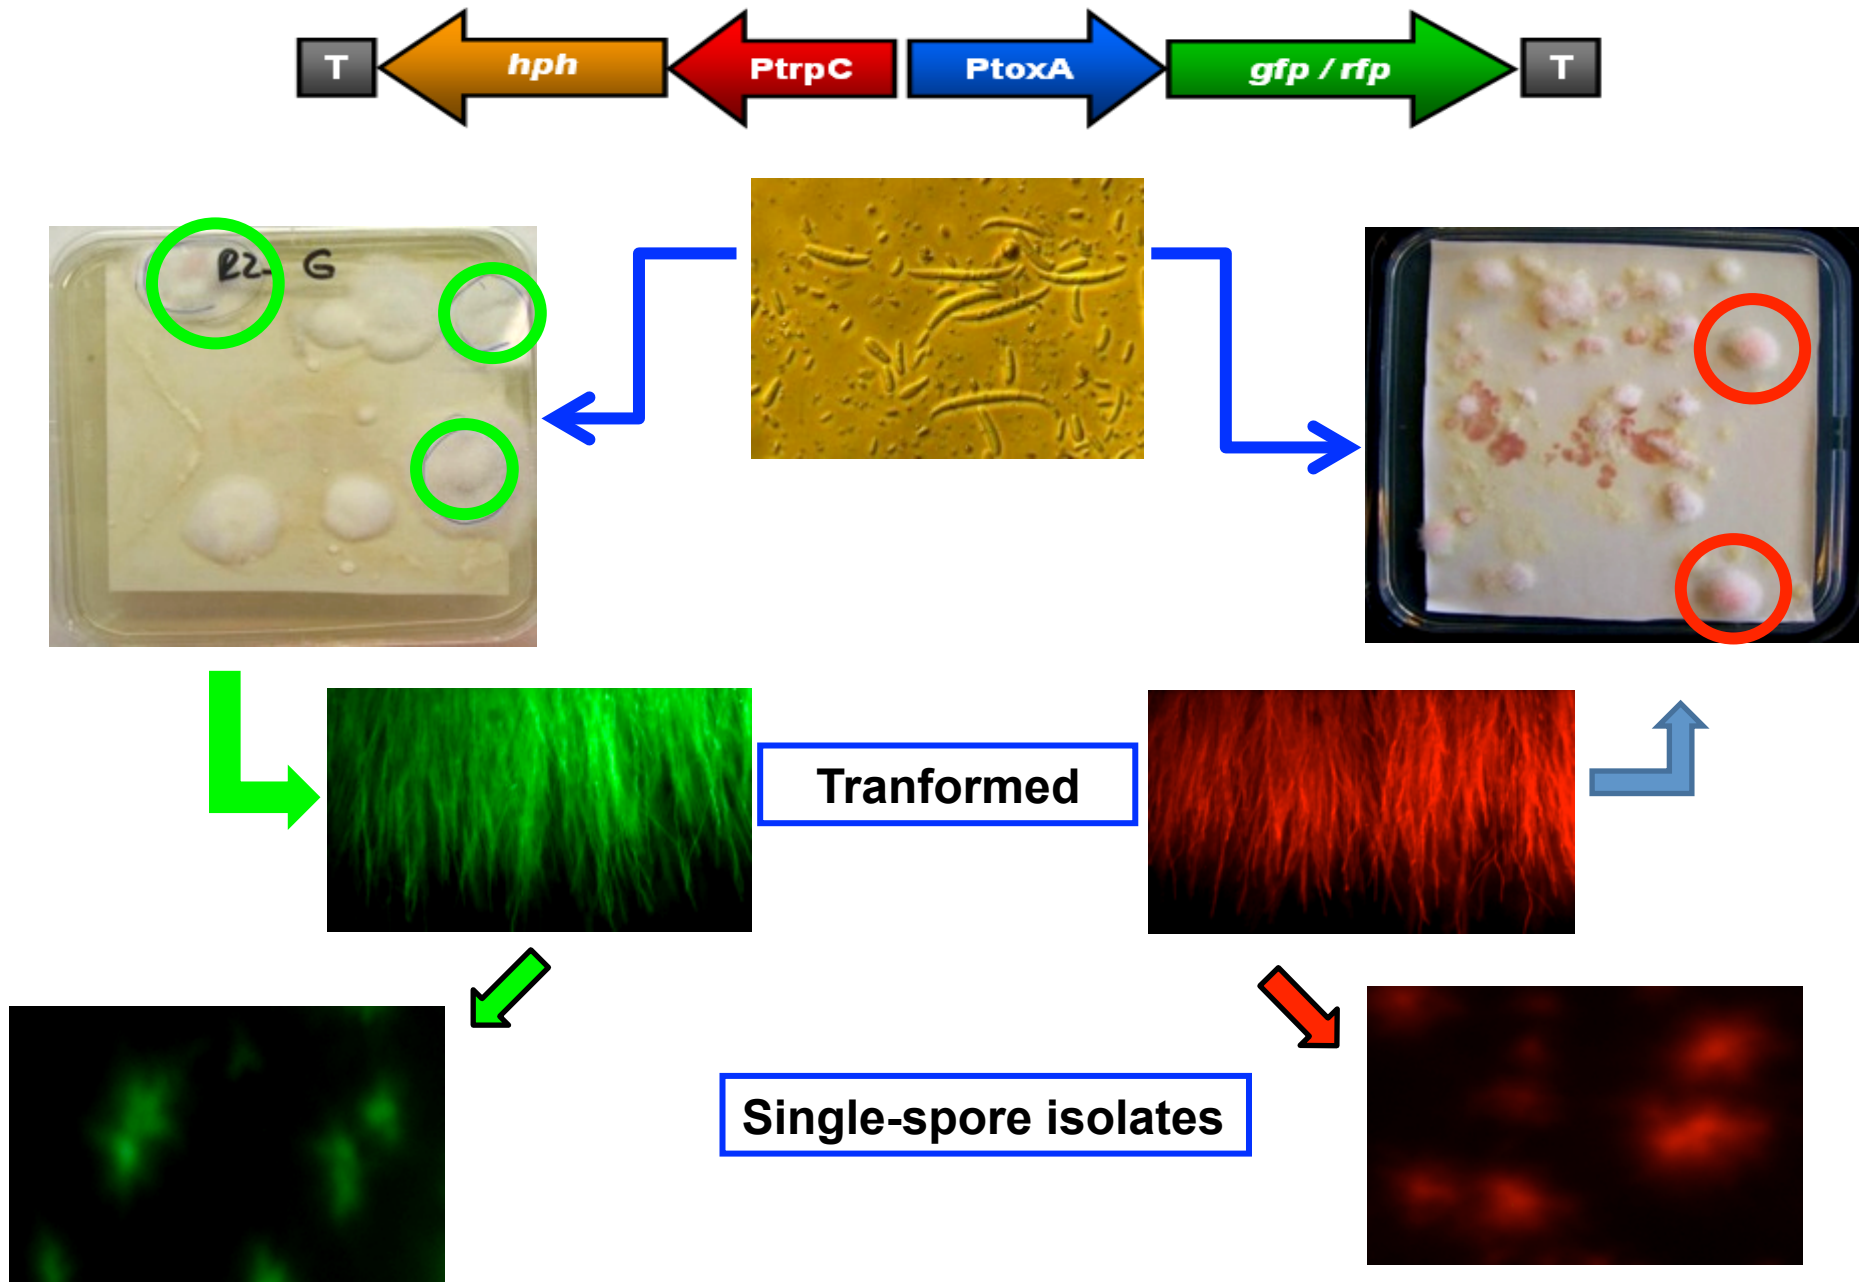 T hph PtrpC PtoxA gfp / rfp T
R2- G
Tranformed
Single-spore isolates